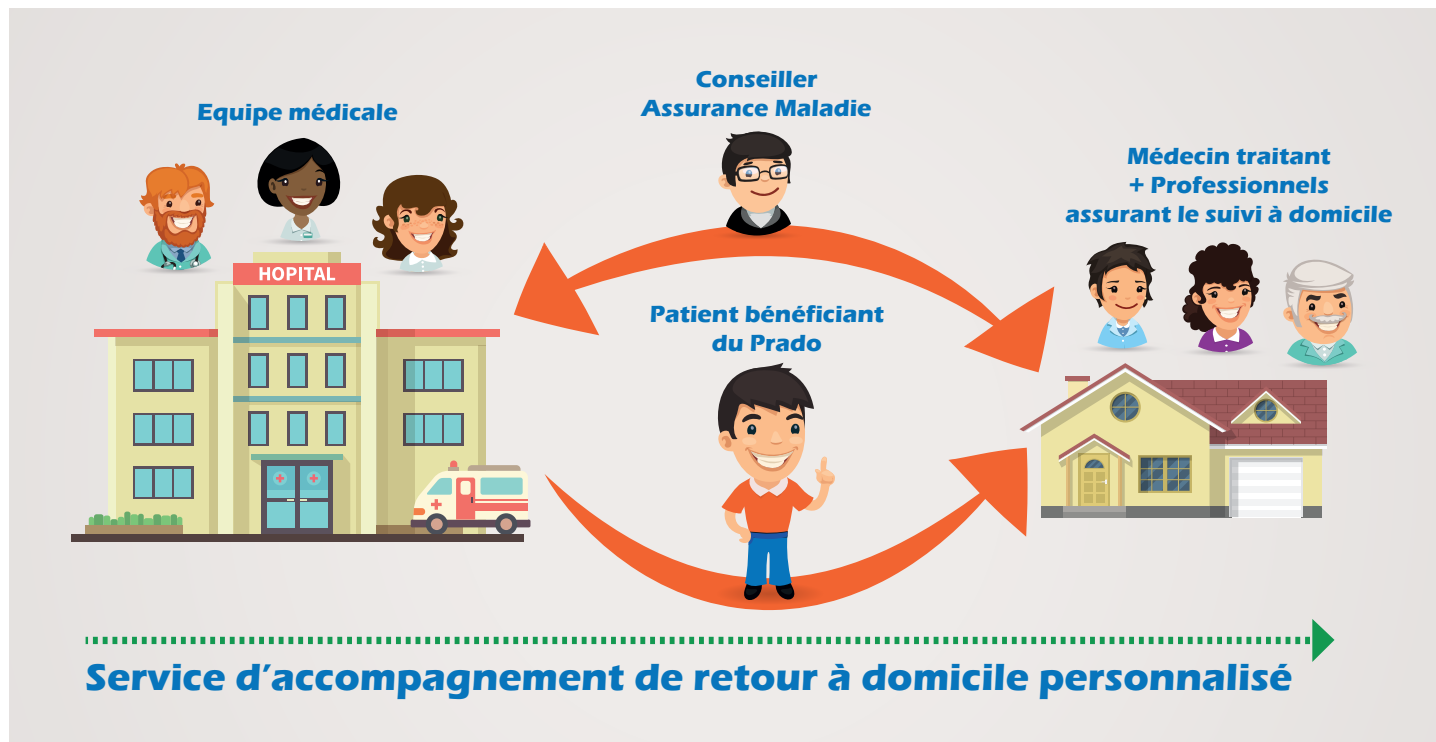 Equipe médicale
Conseiller
Assurance Maladie
Médecin traitant
+ Professionnels
assurant le suivi à domicile
HOPITAL
Patient bénéficiant
du Prado
Service d’accompagnement de retour à domicile personnalisé